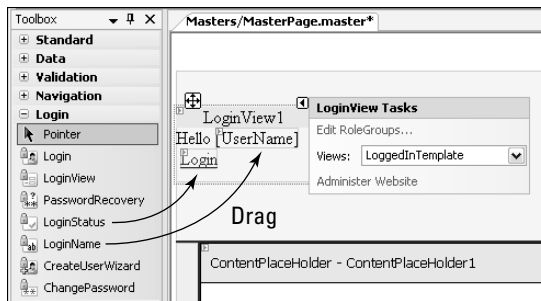 Toolbox
Standard
Data
Validation
Navigation
Login
Pointer
Login
LoginView
PasswordRecovery
LoginStatus
LoginName
CreateUserWizard
ChangePassword
Masters/MasterPage.master*
LoginView1
Hello [UserName]
Login
LoginView Tasks
Edit RoleGroups...
Views: LoggedInTemplate
Administer Website
Drag
ContentPlaceHolder - ContentPlaceHolder1